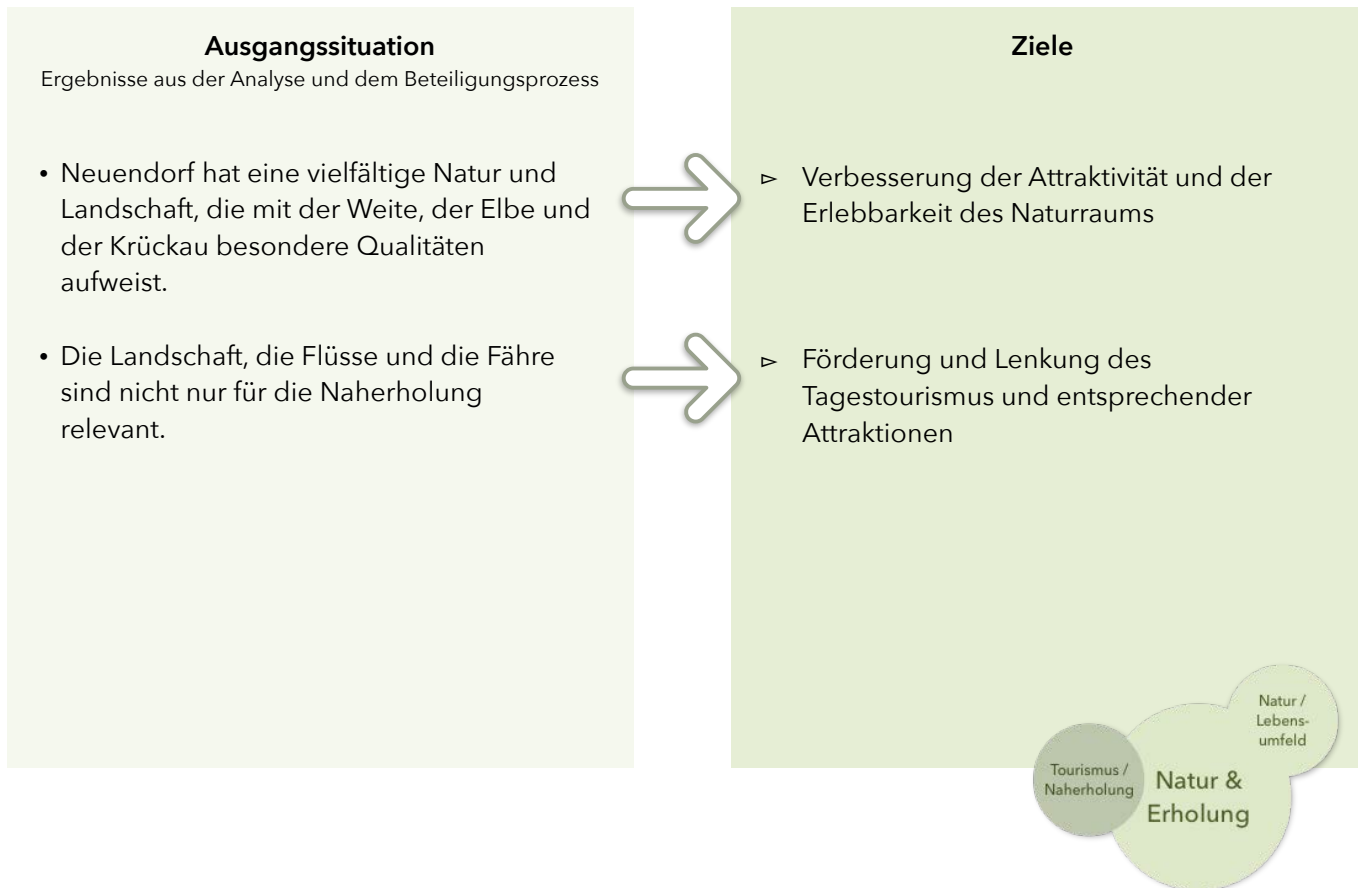 Ausgangssituation
Ergebnisse aus der Analyse und dem Beteiligungsprozess
• Neuendorf hat eine vielfältige Natur und
Landschaft, die mit der Weite, der Elbe und
der Krückau besondere Qualitäten
aufweist.
• Die Landschaft, die Flüsse und die Fähre
sind nicht nur für die Naherholung
relevant.
Ziele
▻ Verbesserung der Attraktivität und der
Erlebbarkeit des Naturraums
▻ Förderung und Lenkung des
Tagestourismus und entsprechender
Attraktionen
Natur /
Lebens-
umfeld
Tourismus /
Naherholung
Natur &
Erholung